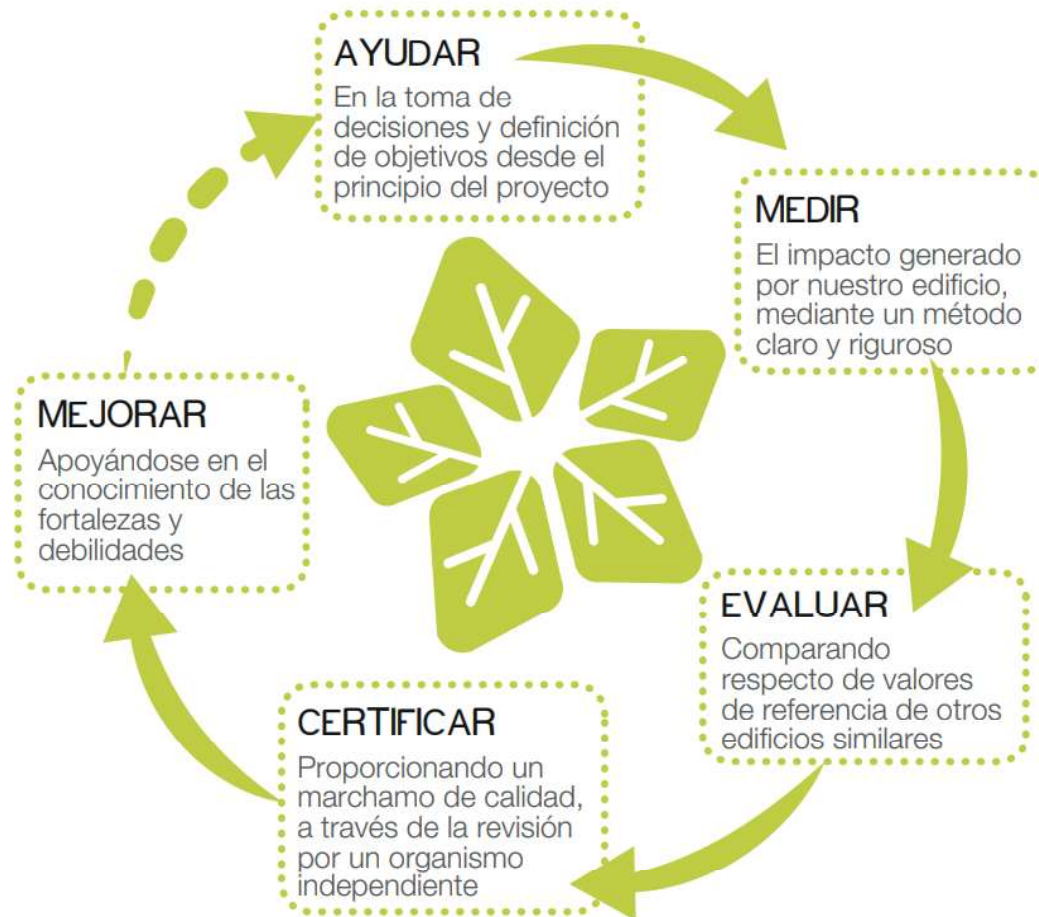 AYUDAR
En la toma de
decisiones y definición
de objetivos desde el
principio del proyecto
MEDIR
El impacto generado
por nuestro edificio,
mediante un método
claro y riguroso
EVALUAR
Comparando
respecto de valores
de referencia de otros
edificios similares
CERTIFICAR
Proporcionando un
marchamo de calidad,
a través de la revisión
por un organismo
independiente
MEJORAR
Apoyándose en el
conocimiento de las
fortalezas y
debilidades